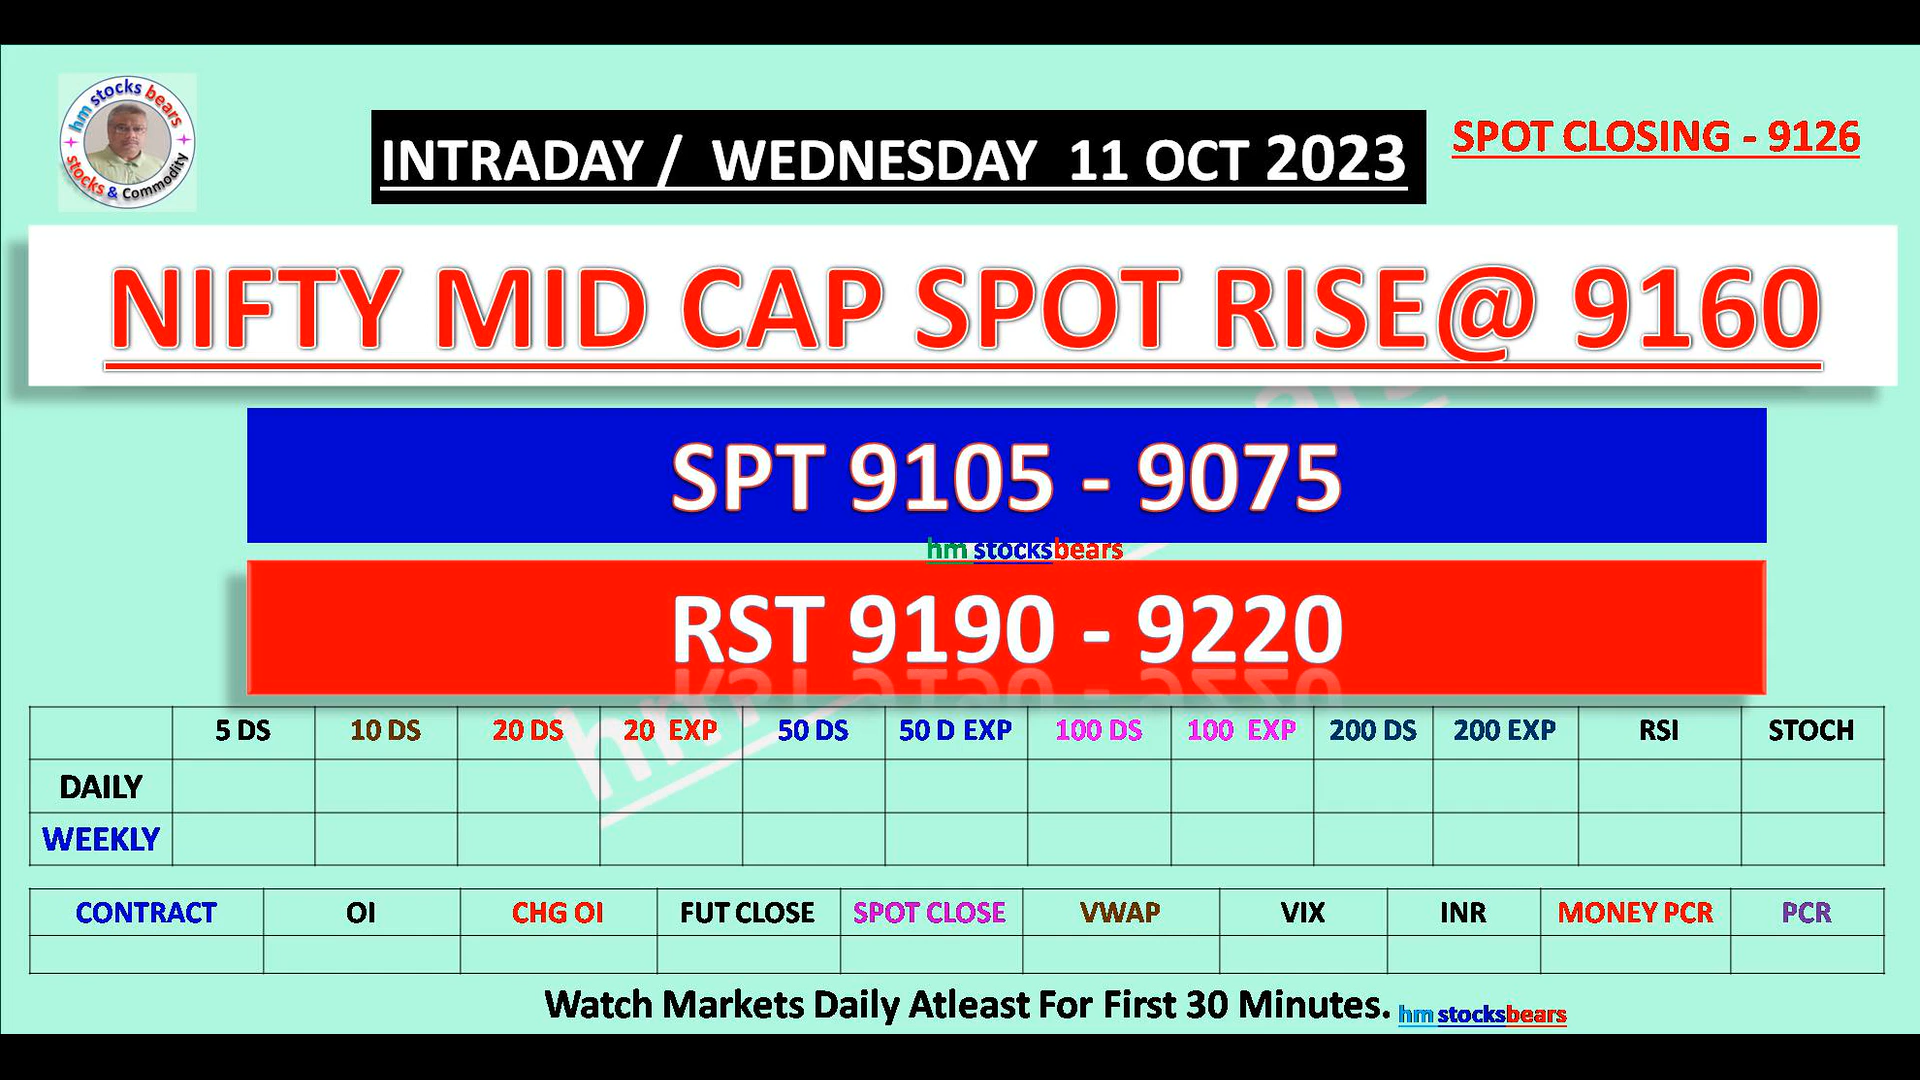 hm stocks bears
stocks & Commodity
INTRADAY / WEDNESDAY 11 OCT 2023
SPOT CLOSING - 9126
NIFTY MID CAP SPOT RISE@ 9160
SPT 9105 - 9075
hm stocksbears
RST 9190 - 9220
5 DS 10 DS 20 DS 20 EXP 50 DS 50 D EXP 100 DS 100 EXP 200 DS 200 EXP RSI STOCH
DAILY
WEEKLY
CONTRACT OI CHG OI FUT CLOSE SPOT CLOSE VWAP VIX INR MONEY PCR PCR
Watch Markets Daily Atleast For First 30 Minutes. hm stocksbears